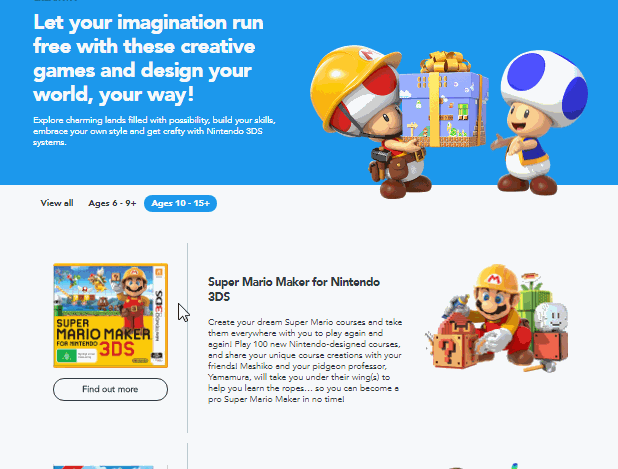 Let your imagination run
free with these creative
games and design your
world, your way!
Explore charming lands filled with possibility, build your skills,
embrace your own style and get crafty with Nintendo 3DS
systems.
View all
Ages 6 - 9+
Ages 10 - 15+
SUPER
MARIO MAKER
FOR NINTENDO 3DS
Find out more
Super Mario Maker for Nintendo
3DS
Create your dream Super Mario courses and take
them everywhere with you to play again and
again! Play 100 new Nintendo-designed courses,
and share your unique course creations with your
friends! Mashiko and your pidgeon professor,
Yamamura, will take you under their wing(s) to
help you learn the ropes... so you can become a
pro Super Mario Maker in no time!